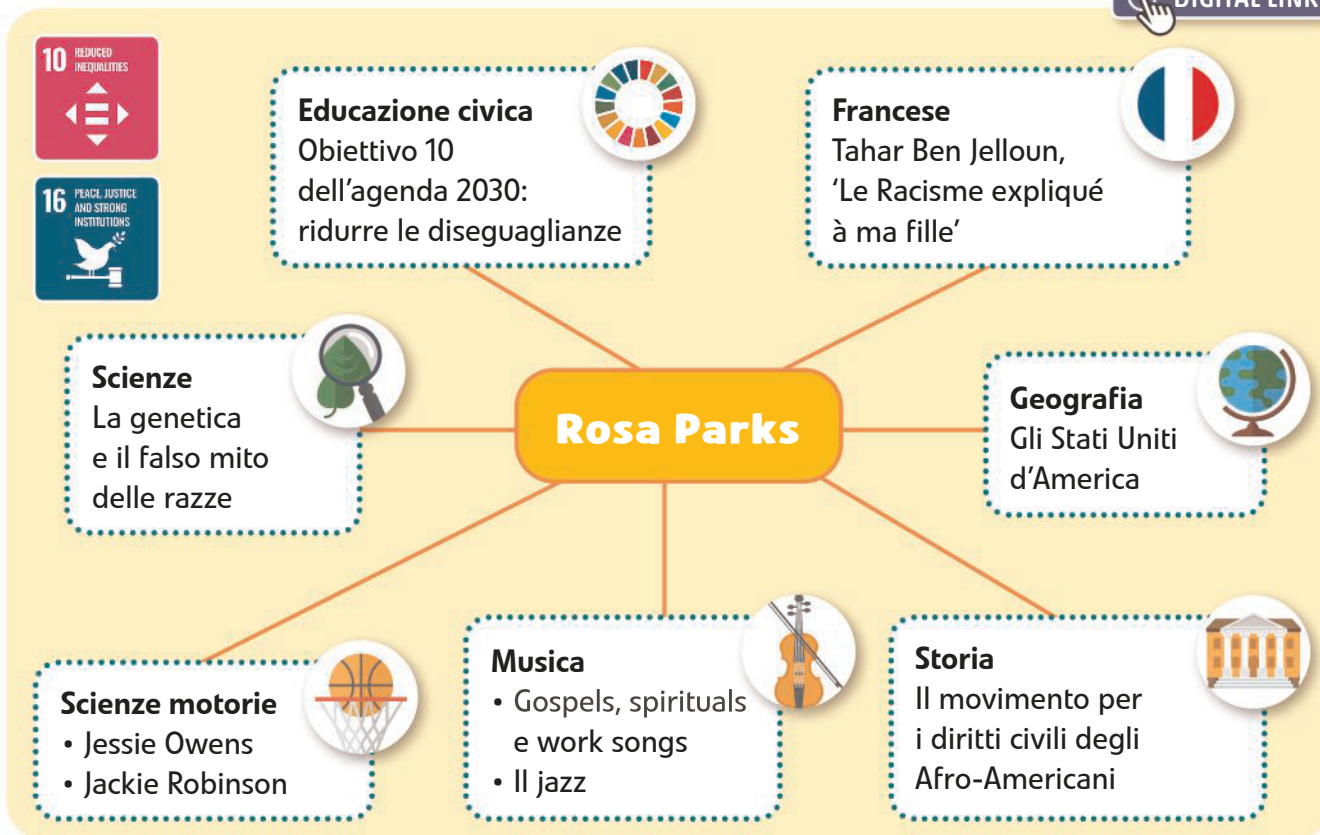 DIGITAL LINK
10 REDUCED
INEQUALITIES
16 PEACE, JUSTICE
AND STRONG
INSTITUTIONS
Educazione civica
Obiettivo 10
dell'agenda 2030:
ridurre le diseguaglianze
Francese
Tahar Ben Jelloun,
'Le Racisme expliqué
à ma fille'
Scienze
La genetica
e il falso mito
delle razze
Rosa Parks
Geografia
Gli Stati Uniti
d'America
Scienze motorie
• Jessie Owens
• Jackie Robinson
Musica
• Gospels, spirituals
e work songs
• Il jazz
Storia
Il movimento per
i diritti civili degli
Afro-Americani